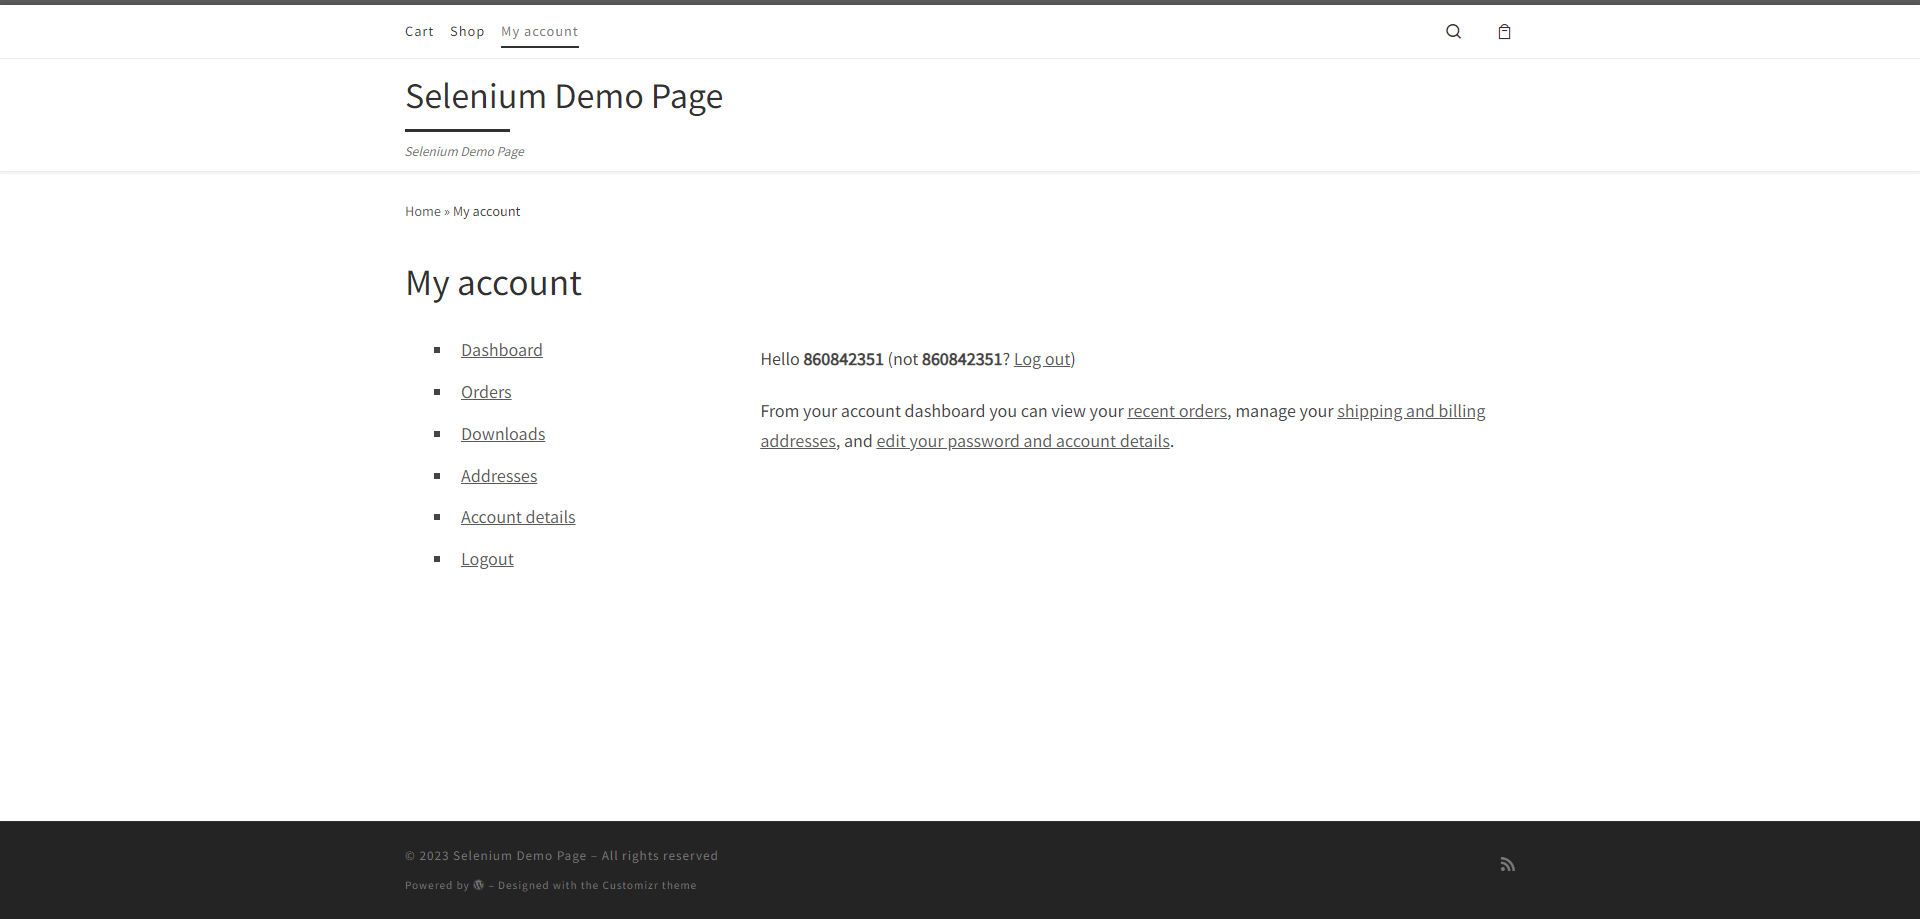 Cart Shop My account
Selenium Demo Page
Selenium Demo Page
Home » My account
My account
Dashboard
Orders
Downloads
Addresses
Account details
Logout
Hello 860842351 (not 860842351? Log out)
From your account dashboard you can view your recent orders, manage your shipping and billing
addresses, and edit your password and account details.
© 2023 Selenium Demo Page – All rights reserved
Powered by – Designed with the Customizr theme